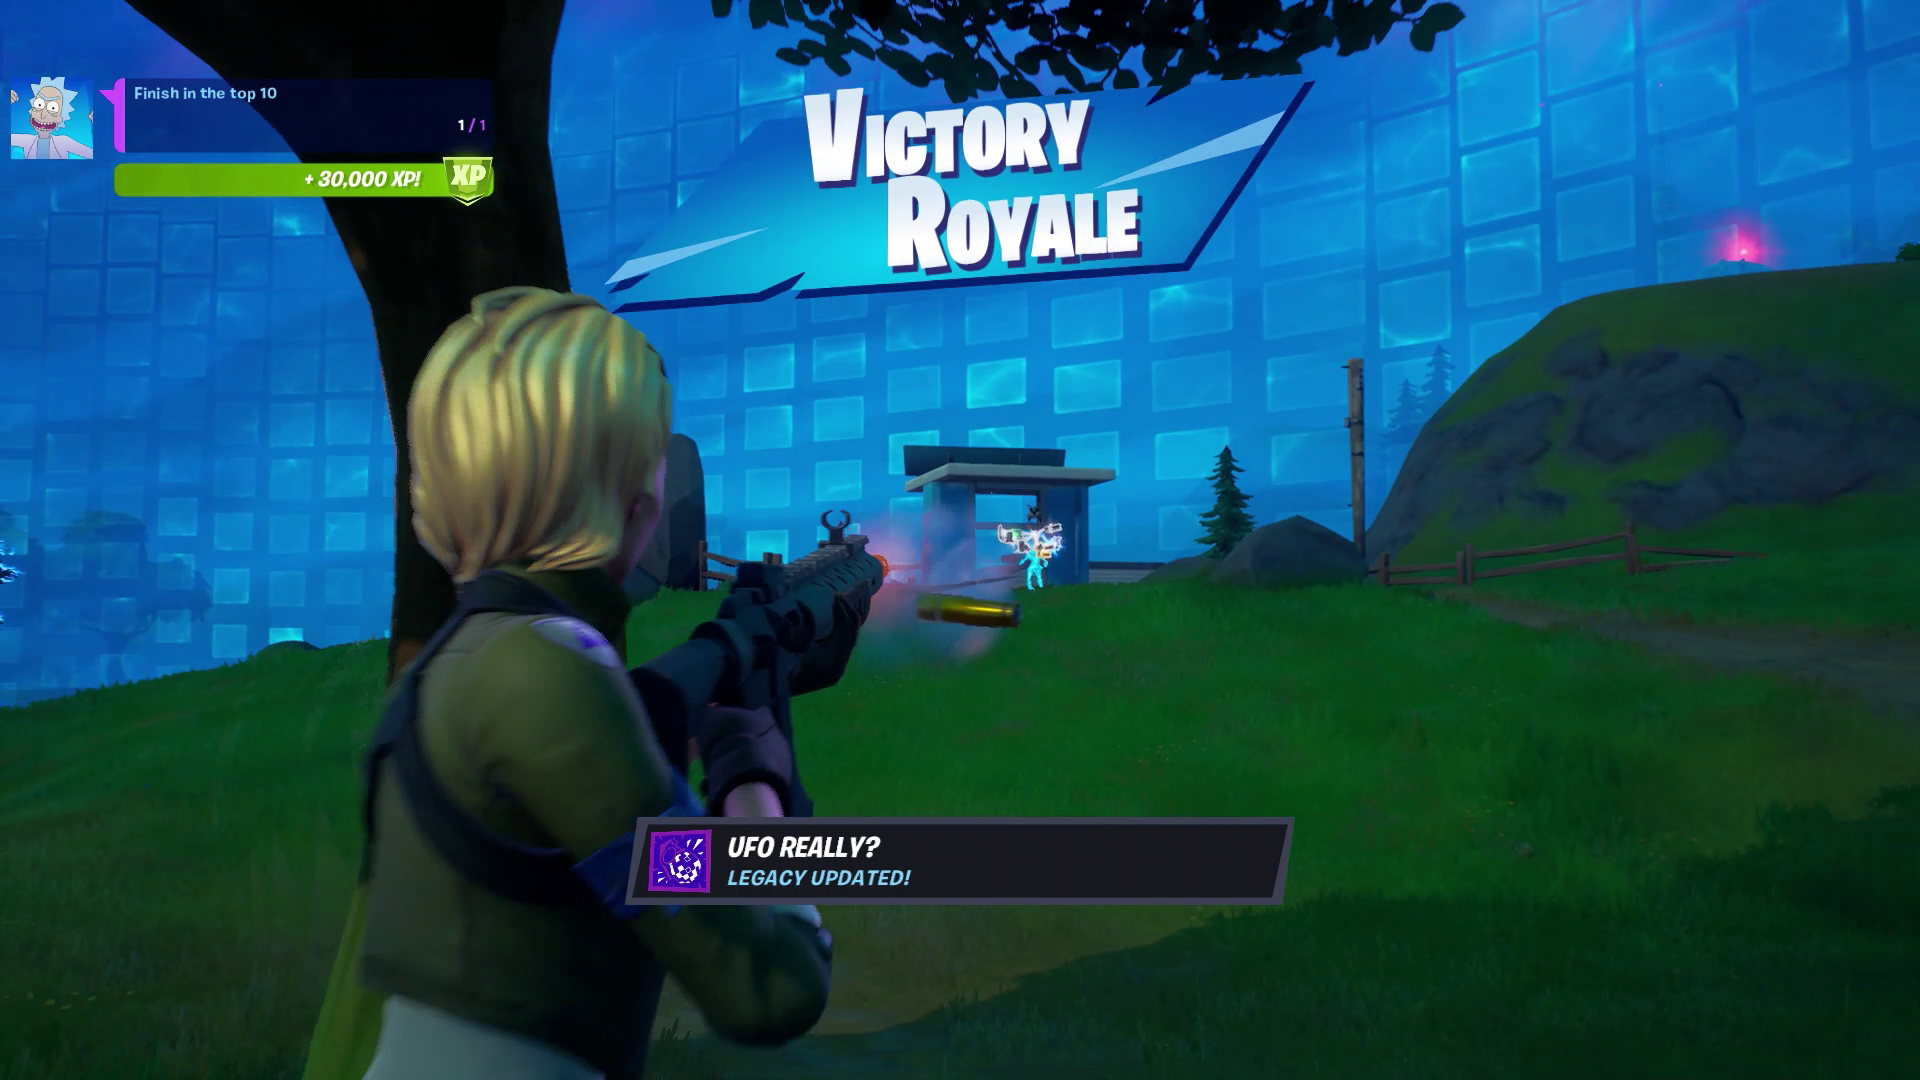 Finish in the top 10
1 / 1
+ 30,000 XP!
XP
VICTORY
ROYALE
UFO REALLY?
LEGACY UPDATED!